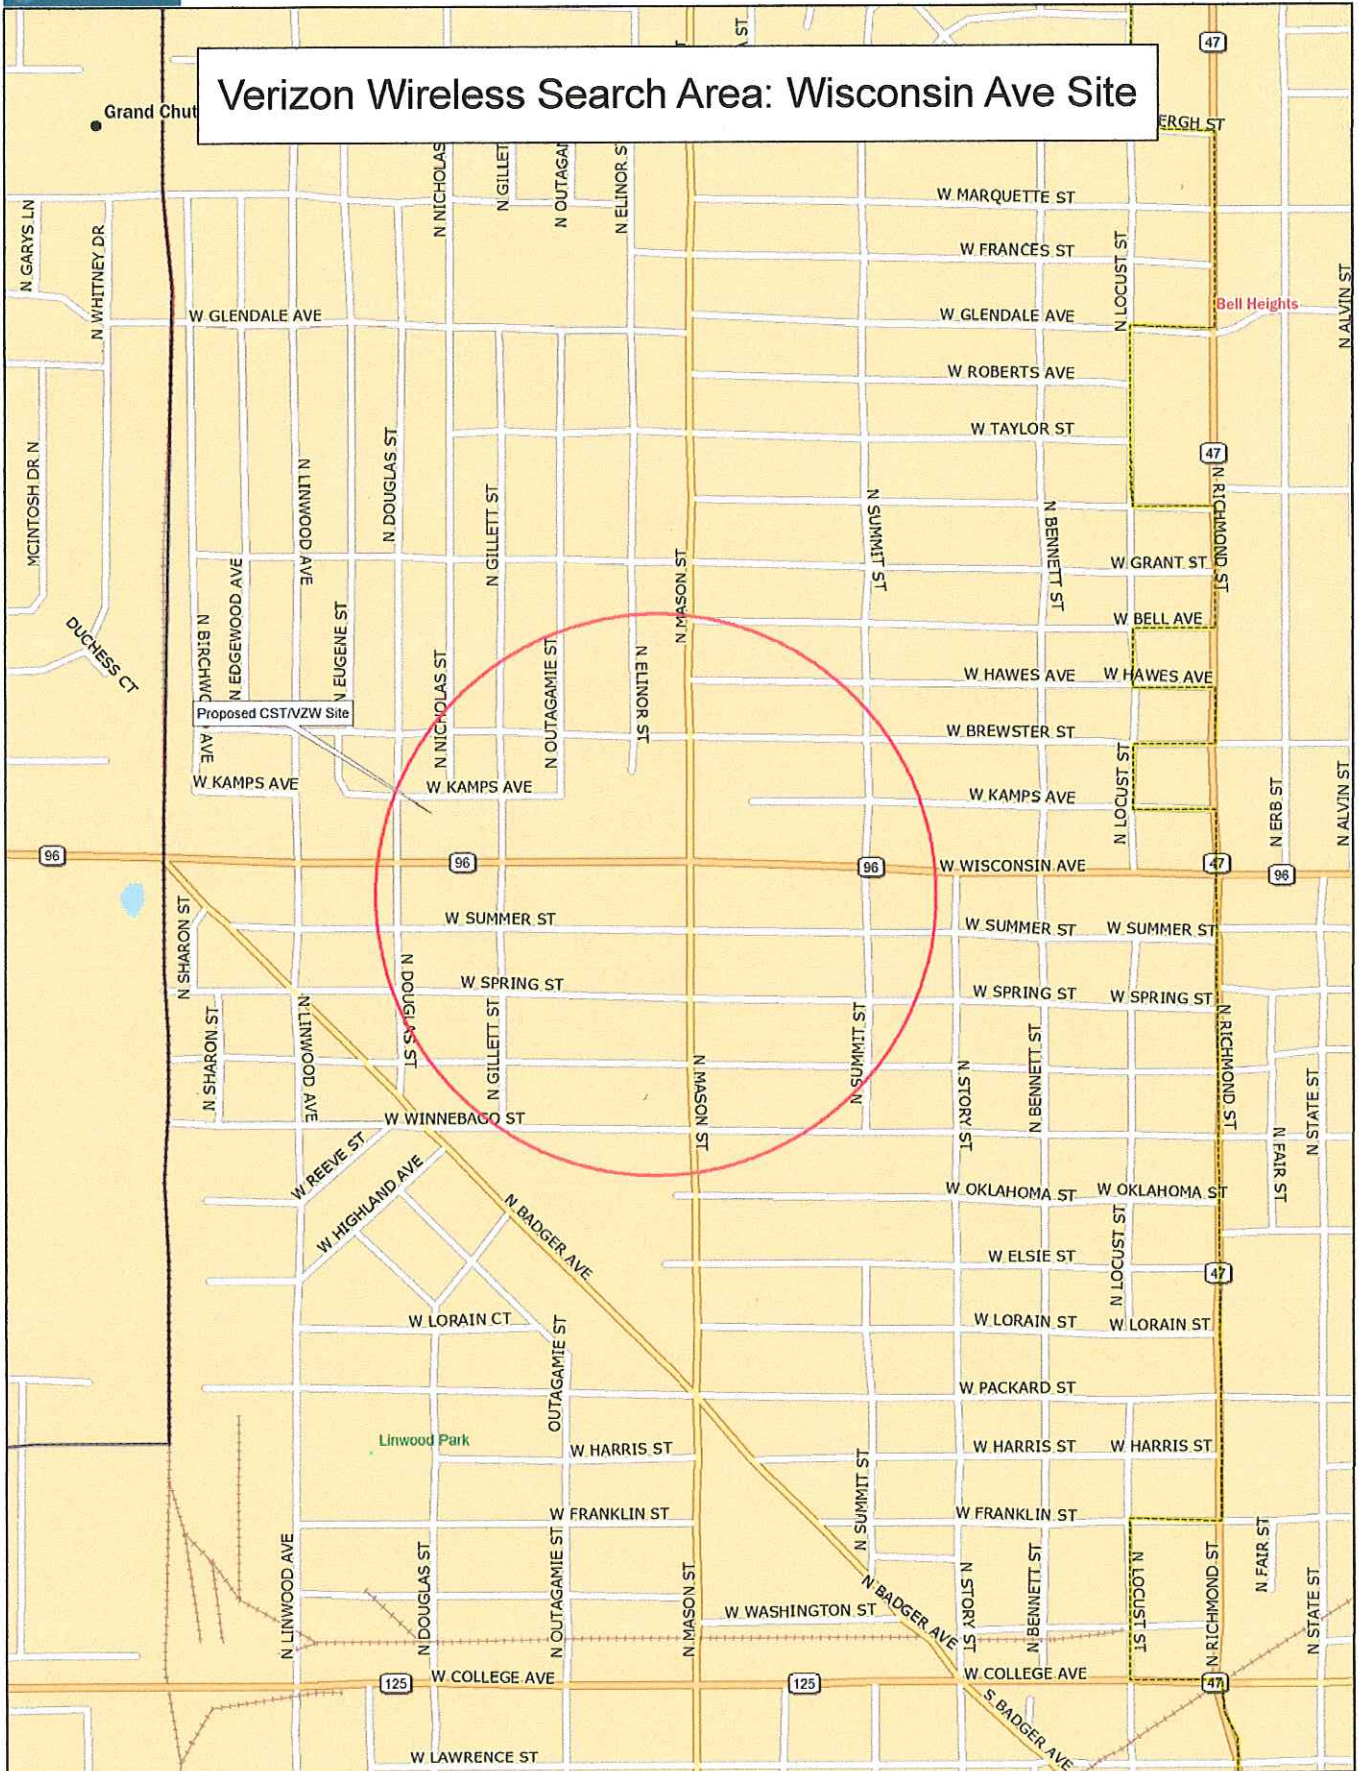 47
ST
Verizon Wireless Search Area: Wisconsin Ave Site
Grand Chut
ERGH ST
N NICHOLAS
N GILLET
N OUTAGAI
N ELINOR S
W MARQUETTE ST
N GARYS LN
N WHITNEY DR
W FRANCES ST
N LOCUST ST
N ALVIN ST
Bell Heights
W GLENDALE AVE
W GLENDALE AVE
W ROBERTS AVE
W TAYLOR ST
47
MCINTOSH DR N
N LINWOOD AVE
N DOUGLAS ST
N GILLETT ST
N SUMMIT ST
N BENNETT ST
N RICHMOND ST
W GRANT ST
N MASON ST
N BIRCHWO
D AVE
N EDGEWOOD AVE
N EUGENE ST
W BELL AVE
DUCHESS CT
N NICHOLAS ST
N OUTAGAMIE ST
N ELINOR ST
W HAWES AVE
W HAWES AVE
Proposed CST/VZW Site
W BREWSTER ST
N LOCUST ST
W KAMPS AVE
W KAMPS AVE
W KAMPS AVE
N ERB ST
N ALVIN ST
96
96
96
W WISCONSIN AVE
47
96
N SHARON ST
W SUMMER ST
W SUMMER ST
W SUMMER ST
N DOUGLAS ST
W SPRING ST
W SPRING ST
W SPRING ST
N SHARON ST
N LINWOOD AVE
N GILLETT ST
N MASON ST
N SUMMIT ST
N STORY ST
N BENNETT ST
N RICHMOND ST
N STATE ST
W WINNEBAGO ST
W REEVE ST
N FAIR ST
W HIGHLAND AVE
N BADGER AVE
W OKLAHOMA ST
W OKLAHOMA ST
N LOCUST ST
W ELSIE ST
47
W LORAIN CT
W LORAIN ST
W LORAIN ST
OUTAGAMIE ST
W PACKARD ST
Linwood Park
W HARRIS ST
W HARRIS ST
W HARRIS ST
N SUMMIT ST
W FRANKLIN ST
W FRANKLIN ST
N LINWOOD AVE
N DOUGLAS ST
N OUTAGAMIE ST
N MASON ST
N BADGER AVE
N STORY ST
N BENNETT ST
N LOCUST ST
N RICHMOND ST
N FAIR ST
N STATE ST
W WASHINGTON ST
125
W COLLEGE AVE
125
W COLLEGE AVE
47
S BADGER AVE
W LAWRENCE ST